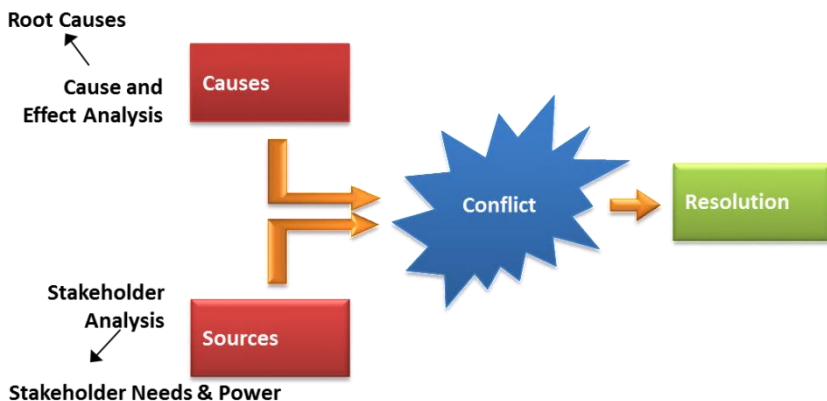 Root Causes
Cause and
Effect Analysis
Causes
Conflict
Resolution
Stakeholder
Analysis
Sources
Stakeholder Needs & Power